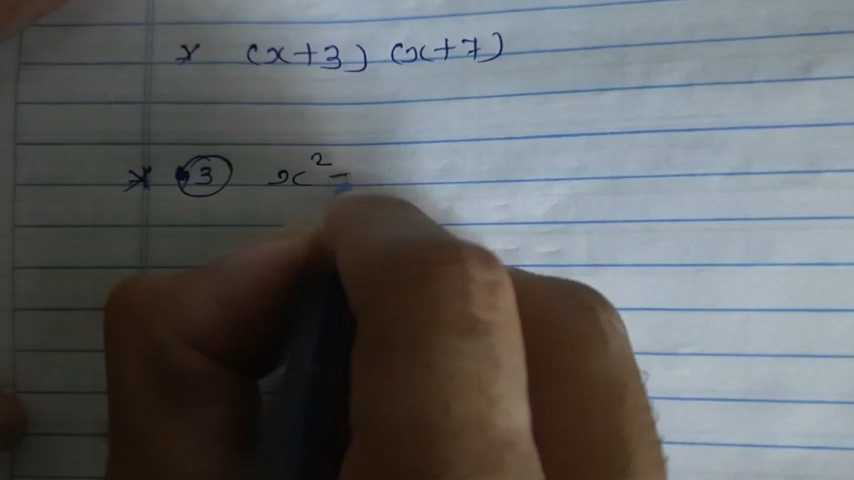 * (x+3) (x+7)
* 3 x² -